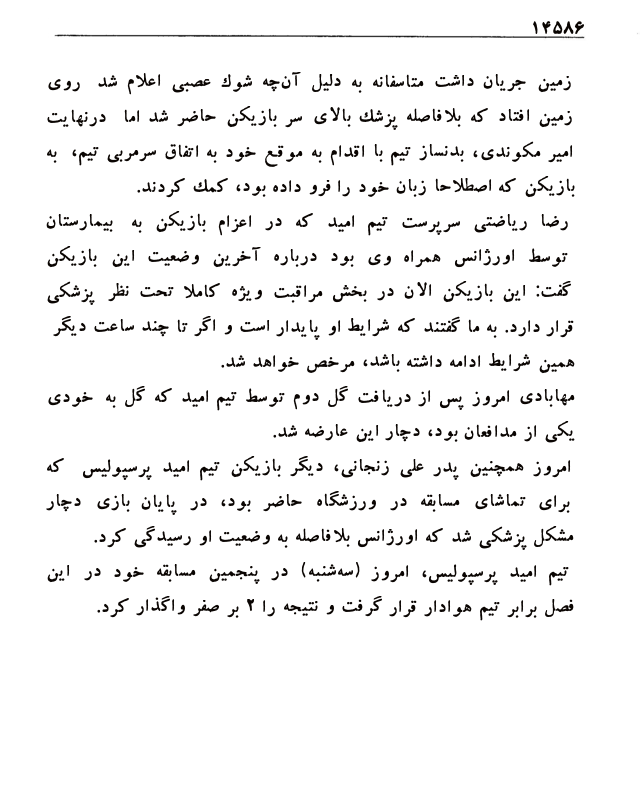 ۱۴۵۸۶
زمین جریان داشت متاسفانه به دلیل آن‌چه شوك عصبی اعلام شد روی
زمین افتاد که بلافاصله پزشك بالای سر بازیکن حاضر شد اما درنهایت
امیر مکوندی، بدنساز تیم با اقدام به موقع خود به اتفاق سرمربی تیم، به
بازیکن که اصطلاحا زبان خود را فرو داده بود، کمك کردند.
رضا ریاضتی سرپرست تیم امید که در اعزام بازیکن به بیمارستان
توسط اورژانس همراه وی بود درباره آخرین وضعیت این بازیکن
گفت: این بازیکن الان در بخش مراقبت ویژه کاملا تحت نظر پزشکی
قرار دارد. به ما گفتند که شرایط او پایدار است و اگر تا چند ساعت دیگر
همین شرایط ادامه داشته باشد، مرخص خواهد شد.
مهابادی امروز پس از دریافت گل دوم توسط تیم امید که گل به خودی
یکی از مدافعان بود، دچار این عارضه شد.
امروز همچنین پدر علی زنجانی، دیگر بازیکن تیم امید پرسپولیس که
برای تماشای مسابقه در ورزشگاه حاضر بود، در پایان بازی دچار
مشکل پزشکی شد که اورژانس بلافاصله به وضعیت او رسیدگی کرد.
تیم امید پرسپولیس، امروز (سه‌شنبه) در پنجمین مسابقه خود در این
فصل برابر تیم هوادار قرار گرفت و نتیجه را ۲ بر صفر واگذار کرد.